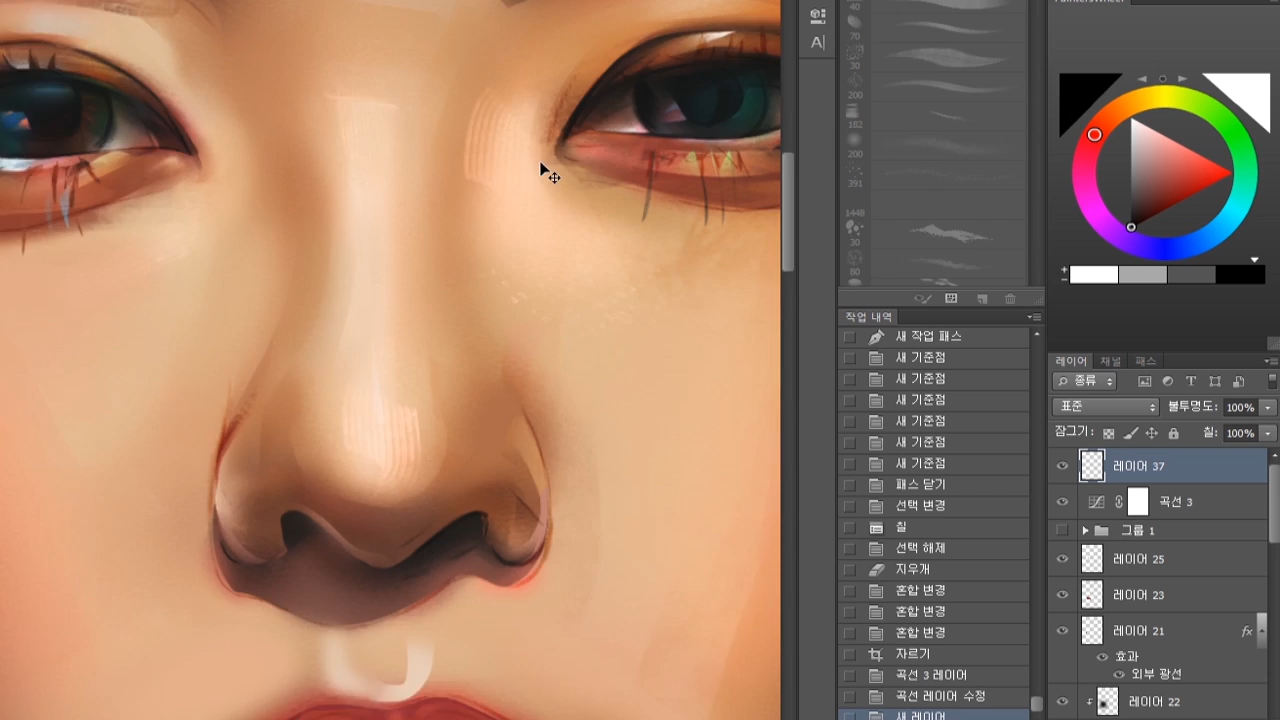 40
PaintersWheel
A|
70
30
200
182
200
391
1448
30
60
+
−
작업 내역
새 작업 패스
새 기준점
새 기준점
새 기준점
새 기준점
새 기준점
새 기준점
패스 닫기
선택 변경
칠
선택 해제
지우개
혼합 변경
혼합 변경
혼합 변경
자르기
곡선 3 레이어
곡선 레이어 수정
새 레이어
레이어 채널 패스
종류
T
표준 불투명도: 100%
잠그기: 칠: 100%
레이어 37
곡선 3
그룹 1
레이어 25
레이어 23
레이어 21 fx
효과
외부 광선
레이어 22